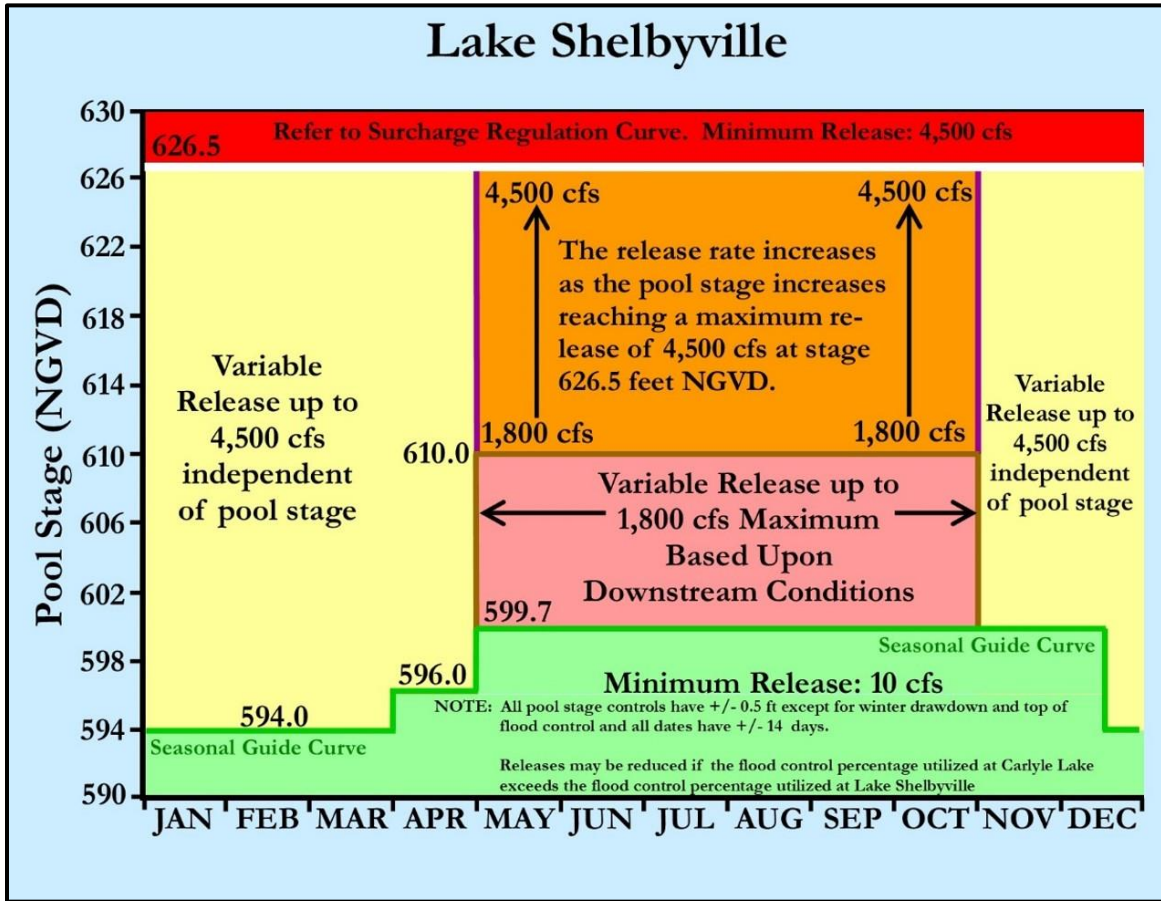 Lake Shelbyville
Pool Stage (NGVD)
630
626
622
618
614
610
606
602
598
594
590
Refer to Surcharge Regulation Curve.  Minimum Release: 4,500 cfs
626.5
4,500 cfs
4,500 cfs
The release rate increases
as the pool stage increases
reaching a maximum re-
lease of 4,500 cfs at stage
626.5 feet NGVD.
1,800 cfs
1,800 cfs
Variable
Release up to
4,500 cfs
independent
of pool stage
610.0
Variable Release up to
1,800 cfs Maximum
Based Upon
Downstream Conditions
Variable
Release up to
4,500 cfs
independent
of pool stage
599.7
596.0
594.0
Seasonal Guide Curve
Seasonal Guide Curve
Minimum Release: 10 cfs
NOTE: All pool stage controls have +/- 0.5 ft except for winter drawdown and top of
flood control and all dates have +/- 14 days.
Releases may be reduced if the flood control percentage utilized at Carlyle Lake
exceeds the flood control percentage utilized at Lake Shelbyville
JAN FEB MAR APR MAY JUN JUL AUG SEP OCT NOV DEC